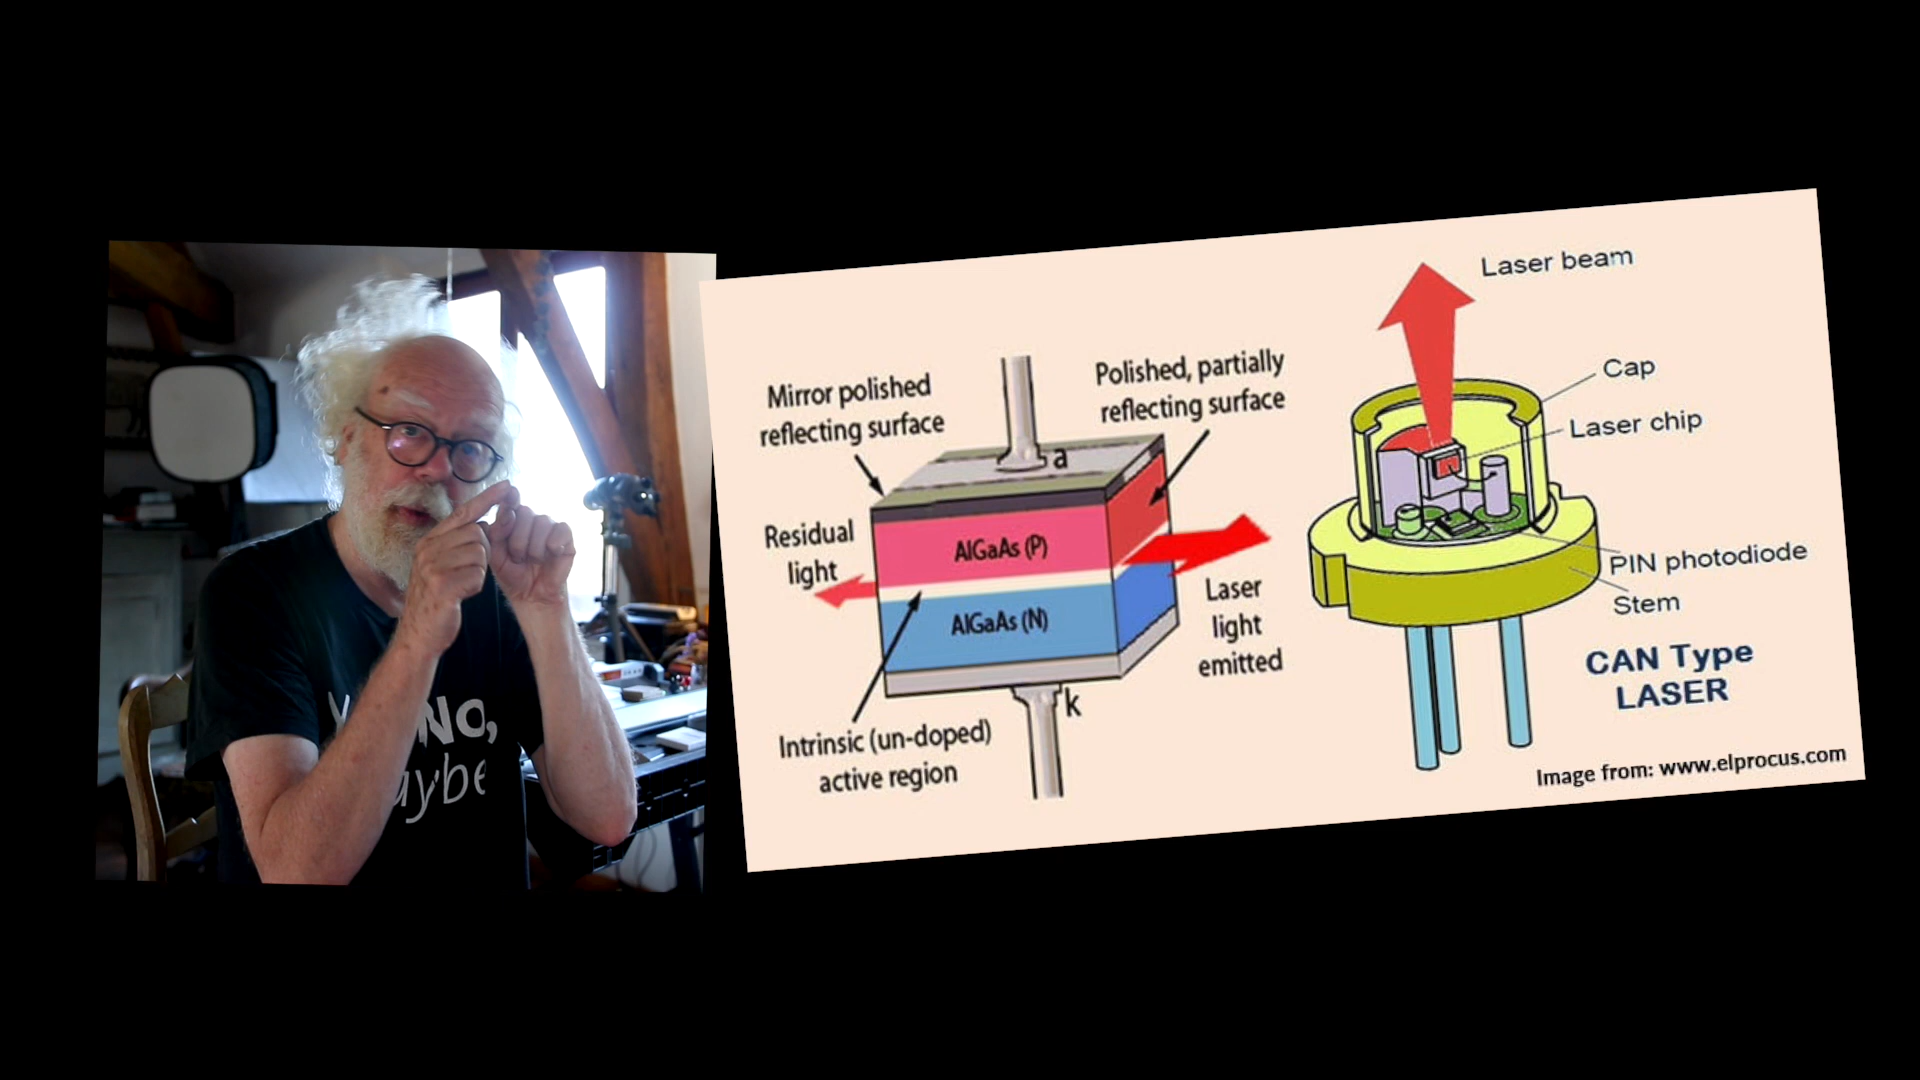 No,
Mirror polished
reflecting surface
Polished, partially
reflecting surface
a
Residual
light
AlGaAs (P)
AlGaAs (N)
Laser
light
emitted
k
Intrinsic (un-doped)
active region
Laser beam
Cap
Laser chip
PIN photodiode
Stem
CAN Type
LASER
Image from: www.elprocus.com